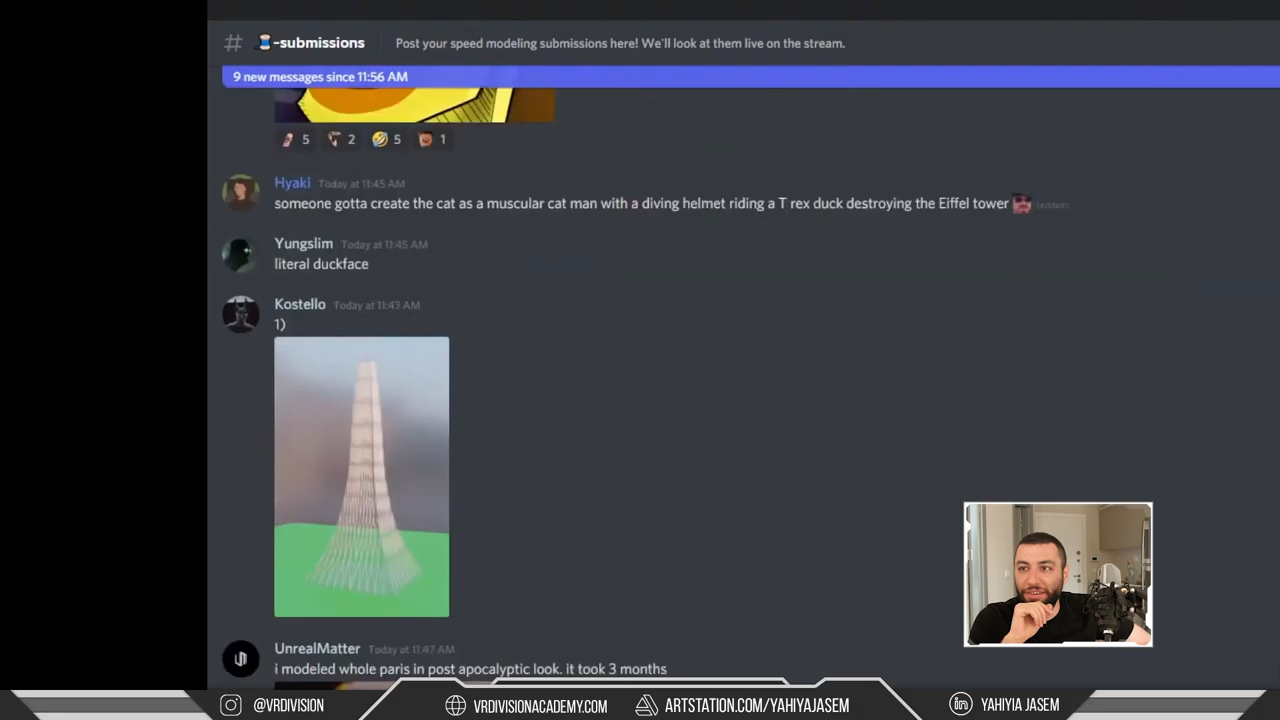 -submissions
Post your speed modeling submissions here! We'll look at them live on the stream.
9 new messages since 11:56 AM
5 2 5 1
Hyaki Today at 11:45 AM
someone gotta create the cat as a muscular cat man with a diving helmet riding a T rex duck destroying the Eiffel tower (edited)
Yungslim Today at 11:45 AM
literal duckface
Kostello Today at 11:43 AM
1)
UnrealMatter Today at 11:47 AM
i modeled whole paris in post apocalyptic look. it took 3 months
@VRDIVISION
VRDIVISIONACADEMY.COM
ARTSTATION.COM/YAHIYAJASEM
YAHIYIA JASEM